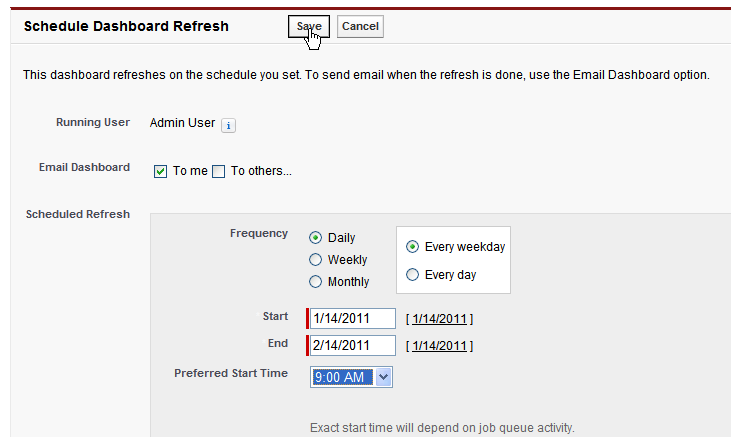 Schedule Dashboard Refresh Save Cancel
This dashboard refreshes on the schedule you set. To send email when the refresh is done, use the Email Dashboard option.
Running User Admin User i
Email Dashboard To me To others...
Scheduled Refresh
Frequency Daily Every weekday
Weekly
Monthly Every day
Start 1/14/2011 [ 1/14/2011 ]
End 2/14/2011 [ 1/14/2011 ]
Preferred Start Time 9:00 AM
Exact start time will depend on job queue activity.